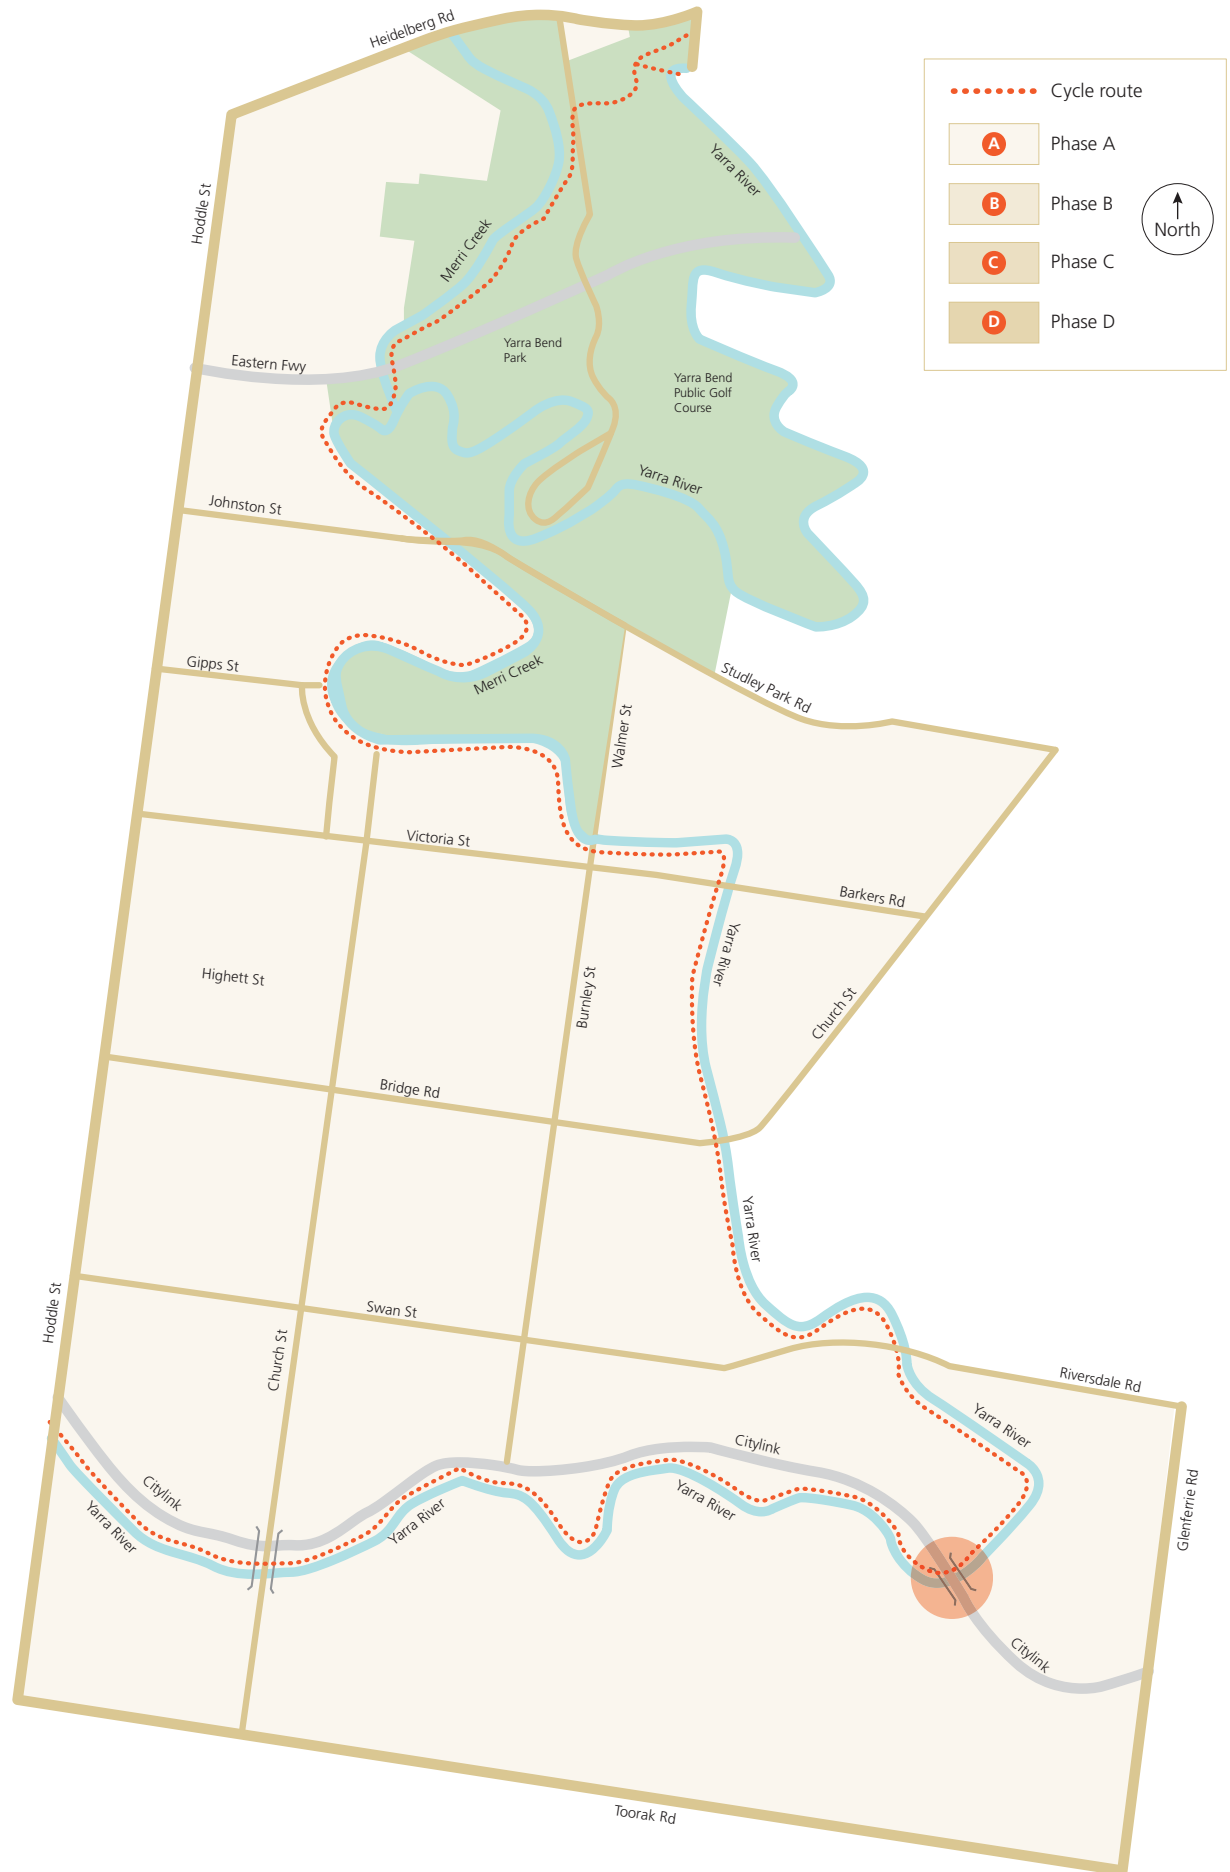 Heidelberg Rd
Cycle route
A
Phase A
B
Phase B
C
Phase C
D
Phase D
North
Yarra River
Hoddle St
Merri Creek
Eastern Fwy
Yarra Bend
Park
Yarra Bend
Public Golf
Course
Yarra River
Johnston St
Gipps St
Merri Creek
Studley Park Rd
Walmer St
Victoria St
Barkers Rd
Yarra River
Highett St
Burnley St
Church St
Bridge Rd
Yarra River
Hoddle St
Swan St
Church St
Riversdale Rd
Yarra River
Citylink
Citylink
Yarra River
Yarra River
Yarra River
Glenferrie Rd
Citylink
Toorak Rd